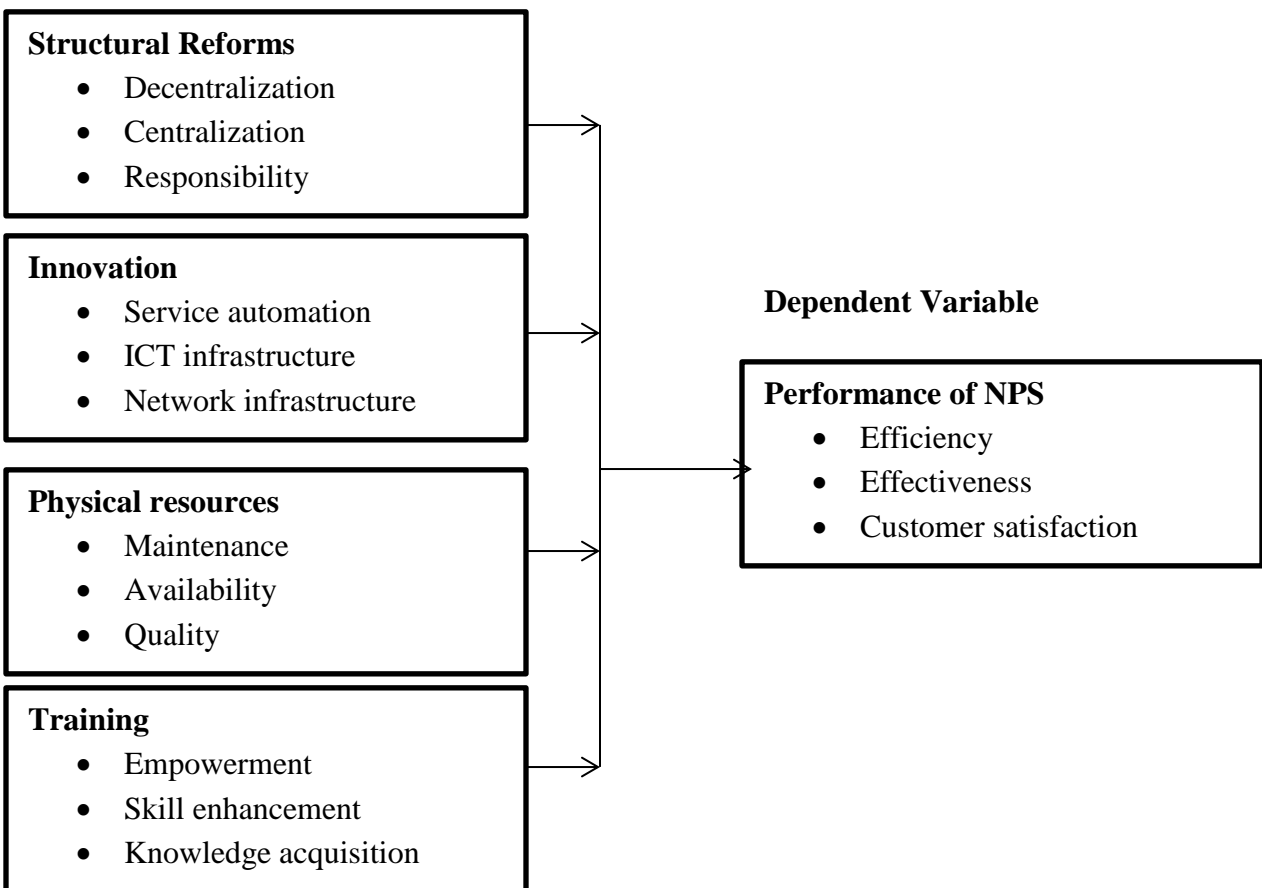 Structural Reforms
• Decentralization
• Centralization
• Responsibility
Innovation
• Service automation
• ICT infrastructure
• Network infrastructure
Physical resources
• Maintenance
• Availability
• Quality
Training
• Empowerment
• Skill enhancement
• Knowledge acquisition
Dependent Variable
Performance of NPS
• Efficiency
• Effectiveness
• Customer satisfaction